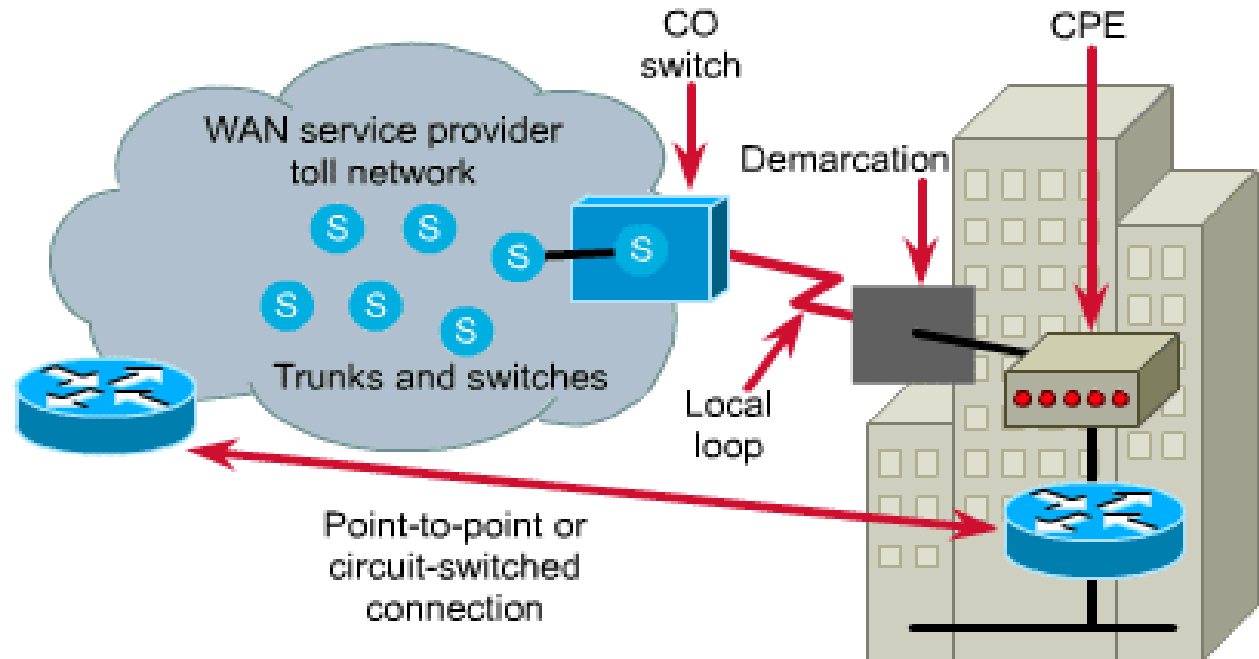 CO
switch
CPE
WAN service provider
toll network
Demarcation
S
S
S
S
S
S
S
Trunks and switches
Local
loop
Point-to-point or
circuit-switched
connection